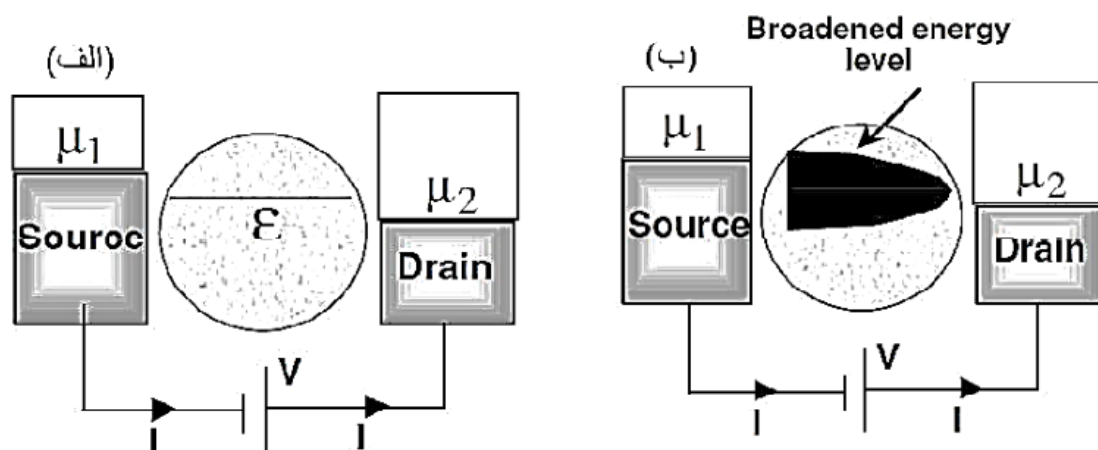 (الف)
μ1
Souroc
ε
μ2
Drain
V
I
I
(ب)
Broadened energy
level
μ1
Source
μ2
Drain
V
I
I